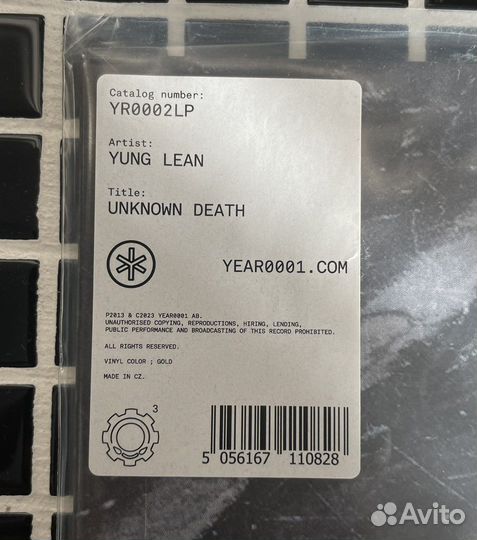 Catalog number:
YR0002LP
Artist:
YUNG LEAN
Title:
UNKNOWN DEATH
YEAR0001.COM
P2013 & C2023 YEAR0001 AB.
UNAUTHORISED COPYING, REPRODUCTIONS, HIRING, LENDING,
PUBLIC PERFORMANCE AND BROADCASTING OF THIS RECORD PROHIBITED.
ALL RIGHTS RESERVED.
VINYL COLOR ; GOLD
MADE IN CZ.
3
5 056167 110828
Avito